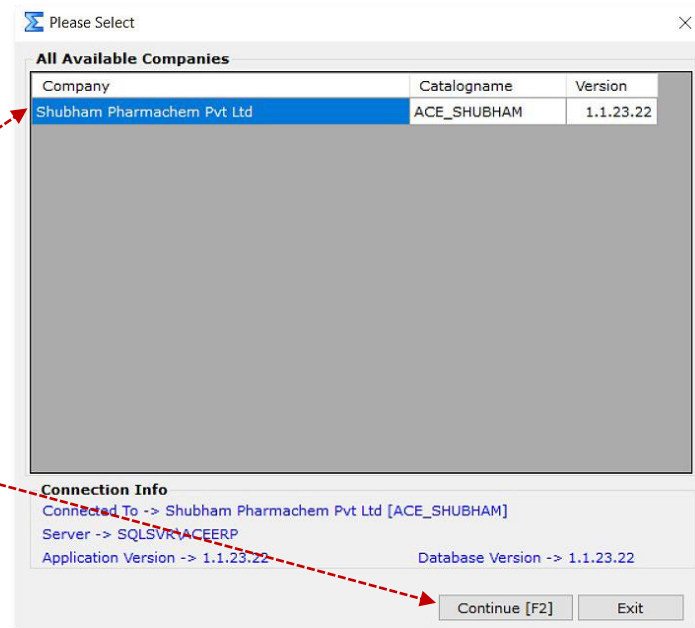 Please Select
All Available Companies
Company Catalogname Version
Shubham Pharmachem Pvt Ltd ACE_SHUBHAM 1.1.23.22
Connection Info
Connected To -> Shubham Pharmachem Pvt Ltd [ACE_SHUBHAM]
Server -> SQLSVR\ACEERP
Application Version -> 1.1.23.22 Database Version -> 1.1.23.22
Continue [F2] Exit